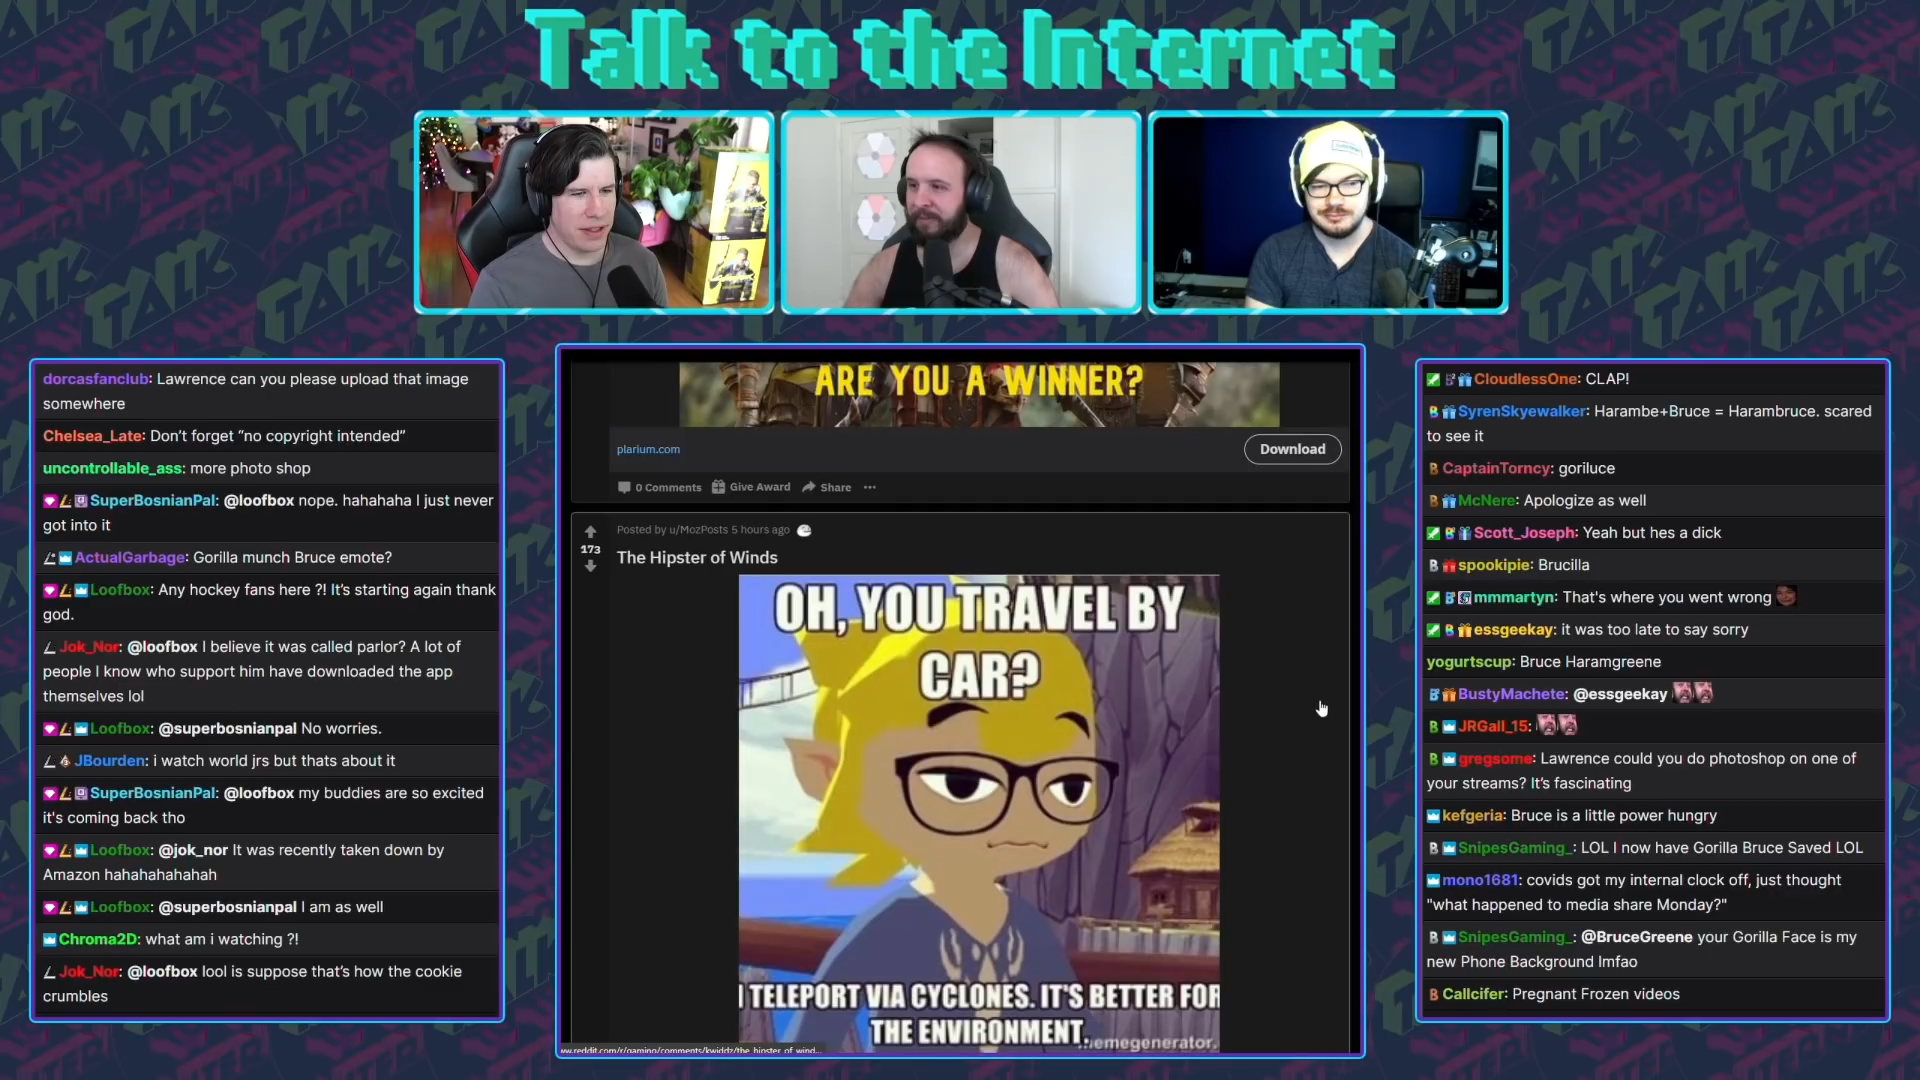 Talk to the Internet
dorcasfanclub: Lawrence can you please upload that image
somewhere
Chelsea_Late: Don't forget “no copyright intended”
uncontrollable_ass: more photo shop
SuperBosnianPal: @loofbox nope. hahahaha I just never
got into it
ActualGarbage: Gorilla munch Bruce emote?
Loofbox: Any hockey fans here ?! It's starting again thank
god.
Jok_Nor: @loofbox I believe it was called parlor? A lot of
people I know who support him have downloaded the app
themselves lol
Loofbox: @superbosnianpal No worries.
JBourden: i watch world jrs but thats about it
SuperBosnianPal: @loofbox my buddies are so excited
it's coming back tho
Loofbox: @jok_nor It was recently taken down by
Amazon hahahahahahah
Loofbox: @superbosnianpal I am as well
Chroma2D: what am i watching ?!
Jok_Nor: @loofbox lool is suppose that's how the cookie
crumbles
ARE YOU A WINNER?
plarium.com
Download
0 Comments Give Award Share
Posted by u/MozPosts 5 hours ago
173
The Hipster of Winds
OH, YOU TRAVEL BY
CAR?
I TELEPORT VIA CYCLONES. IT'S BETTER FOR
THE ENVIRONMENT.
memegenerator.
ww.reddit.com/r/gaming/comments/kwiddz/the_hipster_of_wind...
CloudlessOne: CLAP!
SyrenSkyewalker: Harambe+Bruce = Harambruce. scared
to see it
CaptainTorncy: goriluce
McNere: Apologize as well
Scott_Joseph: Yeah but hes a dick
spookipie: Brucilla
mmmartyn: That's where you went wrong
essgeekay: it was too late to say sorry
yogurtscup: Bruce Haramgreene
BustyMachete: @essgeekay
JRGall_15:
gregsome: Lawrence could you do photoshop on one of
your streams? It's fascinating
kefgeria: Bruce is a little power hungry
SnipesGaming_: LOL I now have Gorilla Bruce Saved LOL
mono1681: covids got my internal clock off, just thought
"what happened to media share Monday?"
SnipesGaming_: @BruceGreene your Gorilla Face is my
new Phone Background lmfao
Callcifer: Pregnant Frozen videos